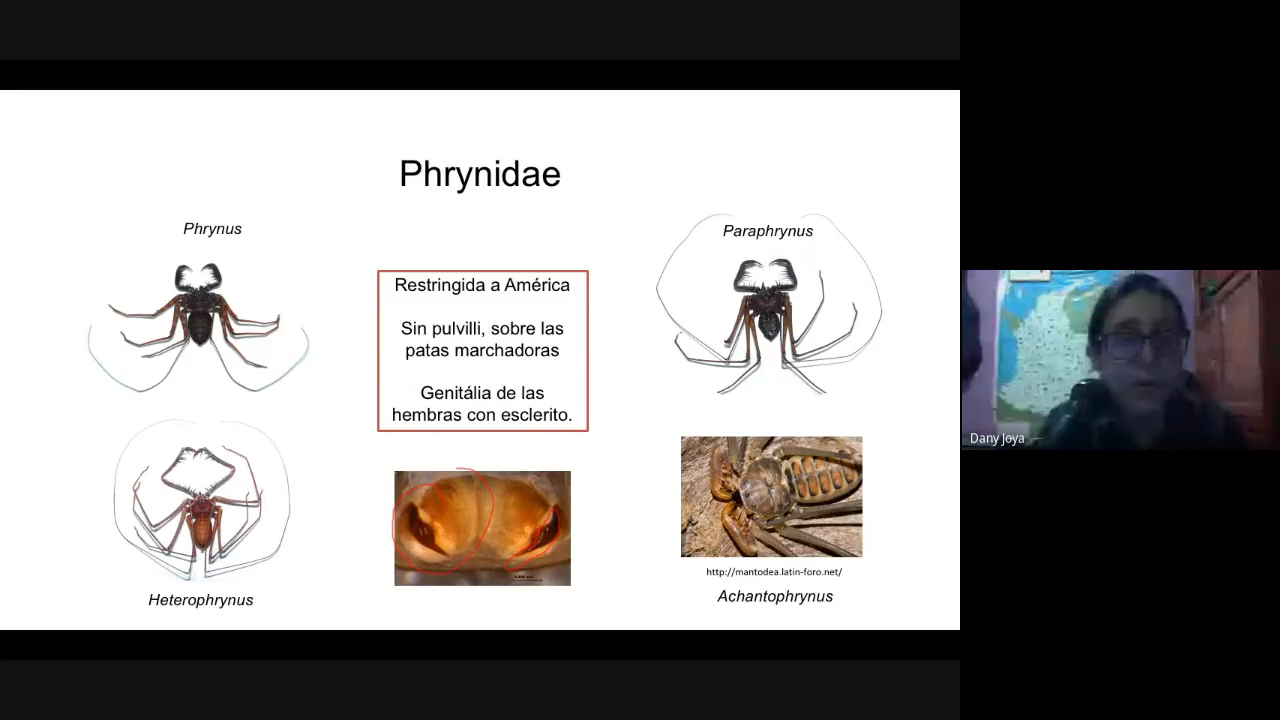 Phrynidae
Phrynus
Paraphrynus
Restringida a América
Sin pulvilli, sobre las
patas marchadoras
Genitália de las
hembras con esclerito.
http://mantodea.latin-foro.net/
Heterophrynus
Achantophrynus
Dany Joya